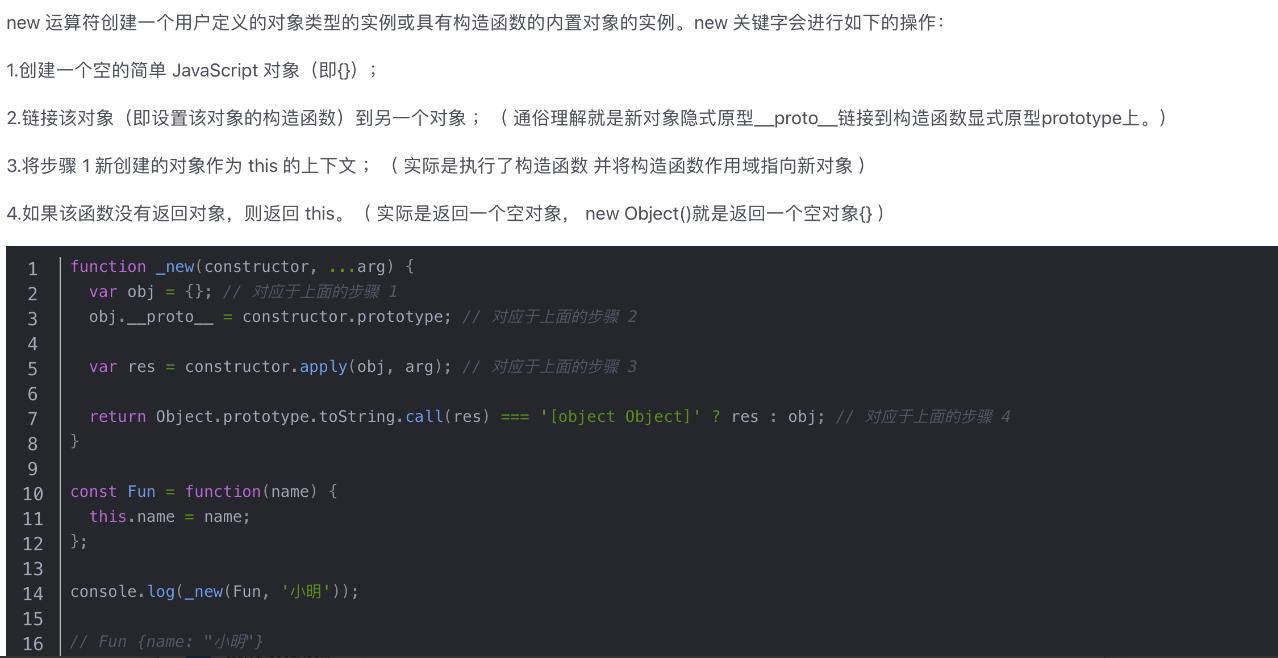 new 运算符创建一个用户定义的对象类型的实例或具有构造函数的内置对象的实例。new 关键字会进行如下的操作：
1.创建一个空的简单 JavaScript 对象（即{}）；
2.链接该对象（即设置该对象的构造函数）到另一个对象 ； （ 通俗理解就是新对象隐式原型__proto__链接到构造函数显式原型prototype上。）
3.将步骤 1 新创建的对象作为 this 的上下文 ； （ 实际是执行了构造函数 并将构造函数作用域指向新对象 ）
4.如果该函数没有返回对象，则返回 this。（ 实际是返回一个空对象， new Object()就是返回一个空对象{} ）
1 function _new(constructor, ...arg) {
2   var obj = {}; // 对应于上面的步骤 1
3   obj.__proto__ = constructor.prototype; // 对应于上面的步骤 2
4
5   var res = constructor.apply(obj, arg); // 对应于上面的步骤 3
6
7   return Object.prototype.toString.call(res) === '[object Object]' ? res : obj; // 对应于上面的步骤 4
8 }
9
10 const Fun = function(name) {
11   this.name = name;
12 };
13
14 console.log(_new(Fun, '小明'));
15
16 // Fun {name: "小明"}